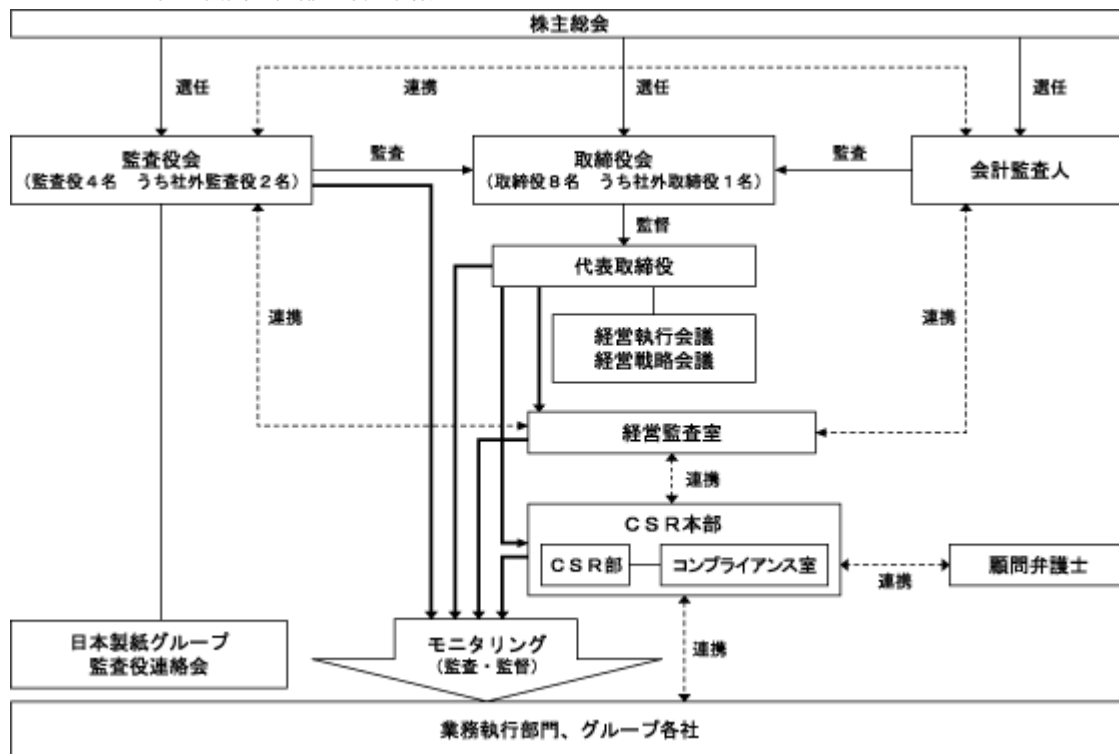 株主総会
選任
連携
選任
選任
監査役会
(監査役4名 うち社外監査役2名)
監査
取締役会
(取締役8名 うち社外取締役1名)
監査
会計監査人
監督
代表取締役
連携
経営執行会議
経営戦略会議
連携
経営監査室
連携
CSR本部
CSR部
コンプライアンス室
連携
顧問弁護士
日本製紙グループ
監査役連絡会
モニタリング
(監査・監督)
連携
業務執行部門、グループ各社